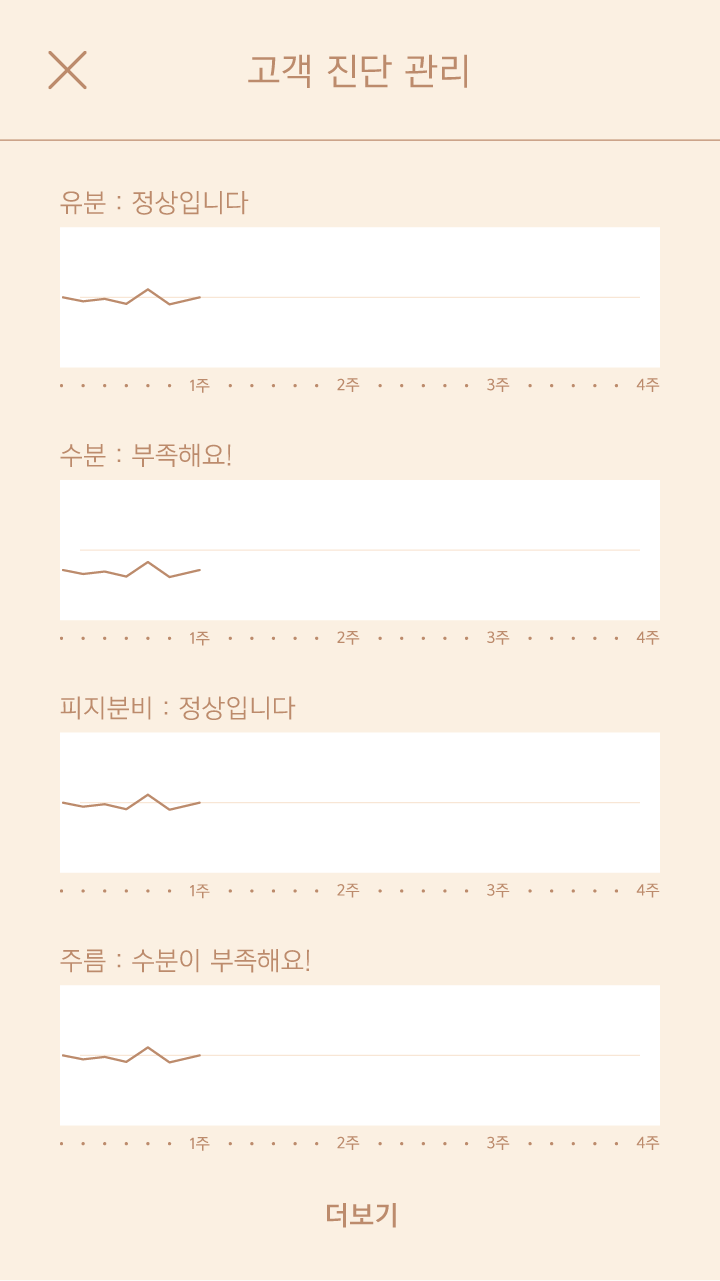 고객 진단 관리
유분 : 정상입니다
1주 2주 3주 4주
수분 : 부족해요!
1주 2주 3주 4주
피지분비 : 정상입니다
1주 2주 3주 4주
주름 : 수분이 부족해요!
1주 2주 3주 4주
더보기